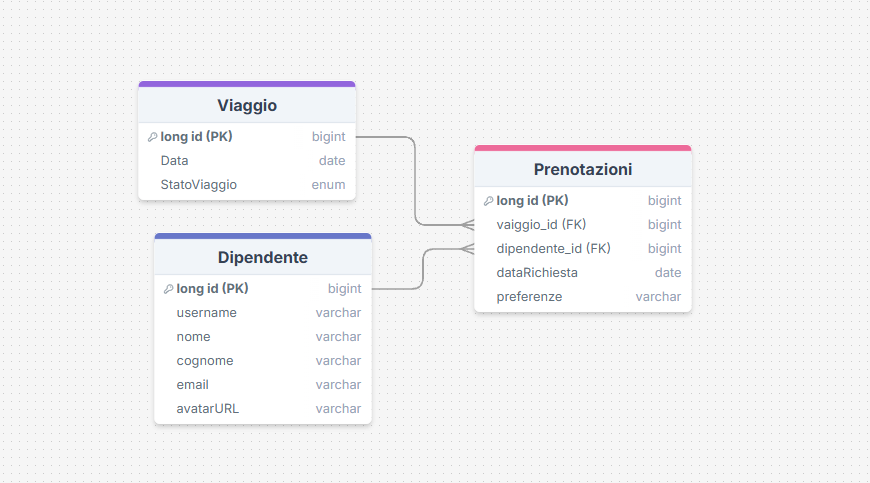 Viaggio
long id (PK) bigint
Data date
StatoViaggio enum
Dipendente
long id (PK) bigint
username varchar
nome varchar
cognome varchar
email varchar
avatarURL varchar
Prenotazioni
long id (PK) bigint
vaiggio_id (FK) bigint
dipendente_id (FK) bigint
dataRichiesta date
preferenze varchar